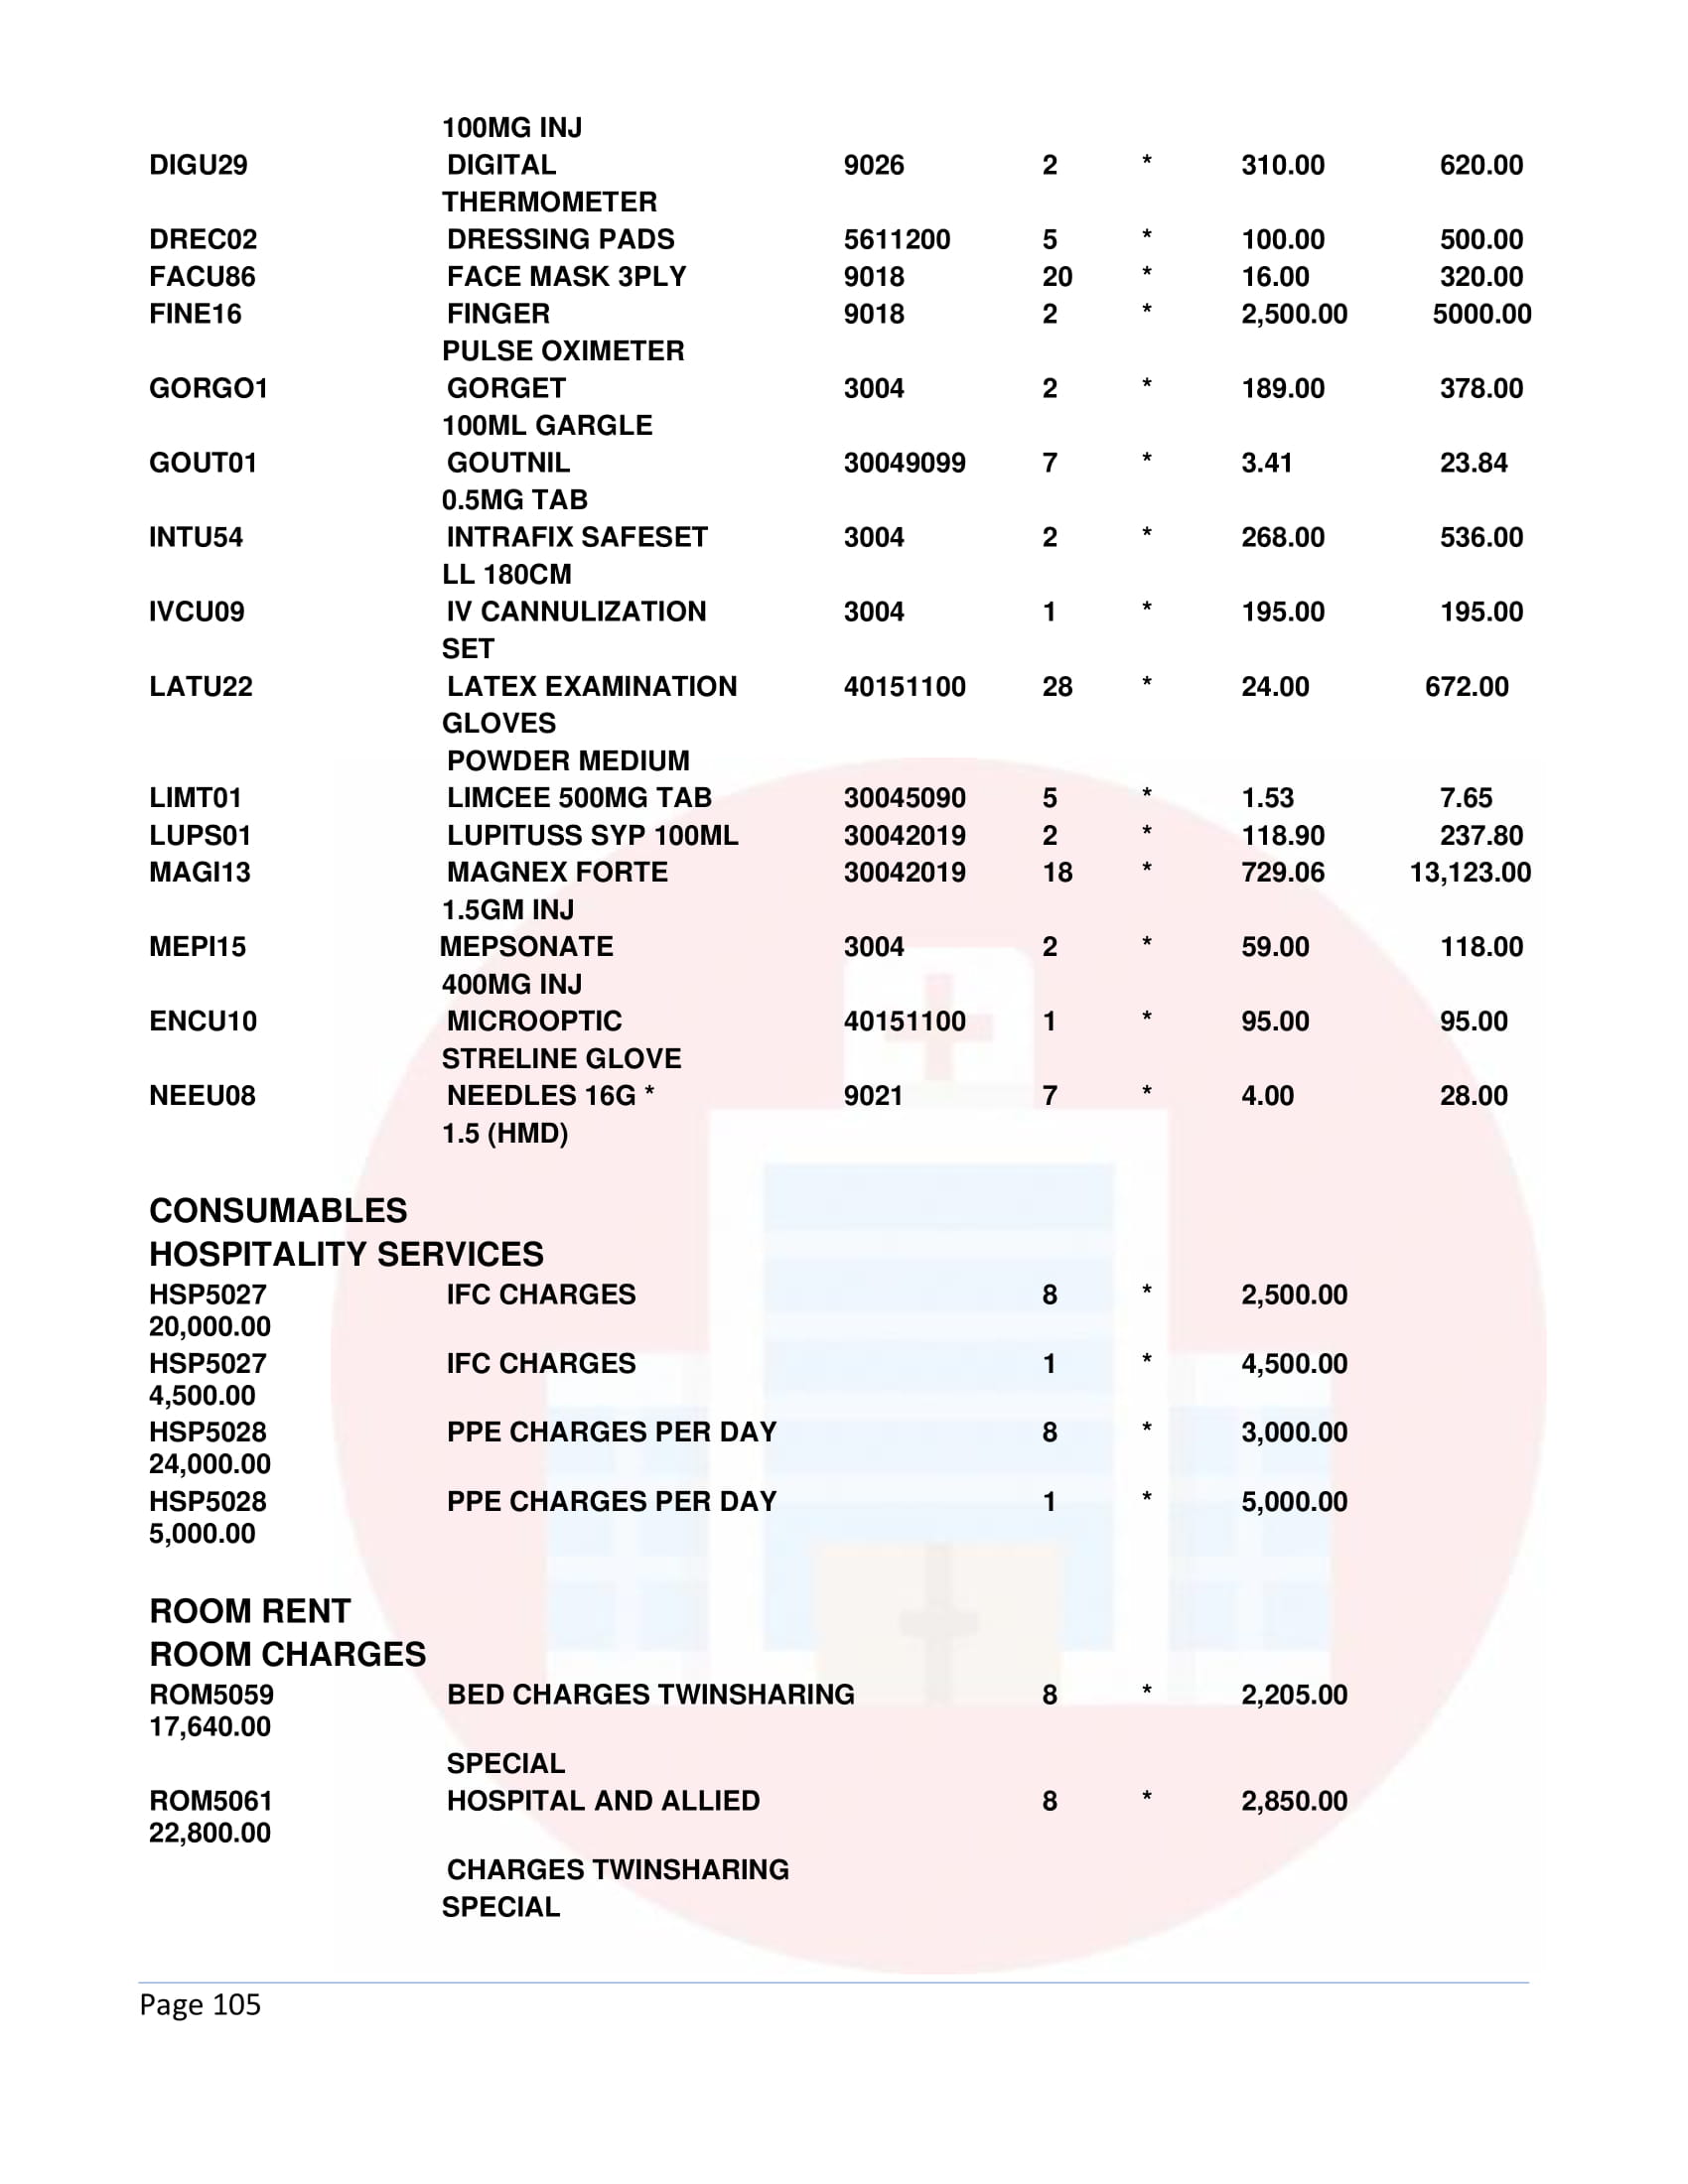 100MG INJ
DIGU29 DIGITAL 9026 2 * 310.00 620.00
THERMOMETER
DREC02 DRESSING PADS 5611200 5 * 100.00 500.00
FACU86 FACE MASK 3PLY 9018 20 * 16.00 320.00
FINE16 FINGER 9018 2 * 2,500.00 5000.00
PULSE OXIMETER
GORGO1 GORGET 3004 2 * 189.00 378.00
100ML GARGLE
GOUT01 GOUTNIL 30049099 7 * 3.41 23.84
0.5MG TAB
INTU54 INTRAFIX SAFESET 3004 2 * 268.00 536.00
LL 180CM
IVCU09 IV CANNULIZATION 3004 1 * 195.00 195.00
SET
LATU22 LATEX EXAMINATION 40151100 28 * 24.00 672.00
GLOVES
POWDER MEDIUM
LIMT01 LIMCEE 500MG TAB 30045090 5 * 1.53 7.65
LUPS01 LUPITUSS SYP 100ML 30042019 2 * 118.90 237.80
MAGI13 MAGNEX FORTE 30042019 18 * 729.06 13,123.00
1.5GM INJ
MEPI15 MEPSONATE 3004 2 * 59.00 118.00
400MG INJ
ENCU10 MICROOPTIC 40151100 1 * 95.00 95.00
STRELINE GLOVE
NEEU08 NEEDLES 16G * 9021 7 * 4.00 28.00
1.5 (HMD)
CONSUMABLES
HOSPITALITY SERVICES
HSP5027 IFC CHARGES 8 * 2,500.00
20,000.00
HSP5027 IFC CHARGES 1 * 4,500.00
4,500.00
HSP5028 PPE CHARGES PER DAY 8 * 3,000.00
24,000.00
HSP5028 PPE CHARGES PER DAY 1 * 5,000.00
5,000.00
ROOM RENT
ROOM CHARGES
ROM5059 BED CHARGES TWINSHARING 8 * 2,205.00
17,640.00
SPECIAL
ROM5061 HOSPITAL AND ALLIED 8 * 2,850.00
22,800.00
CHARGES TWINSHARING
SPECIAL
Page 105